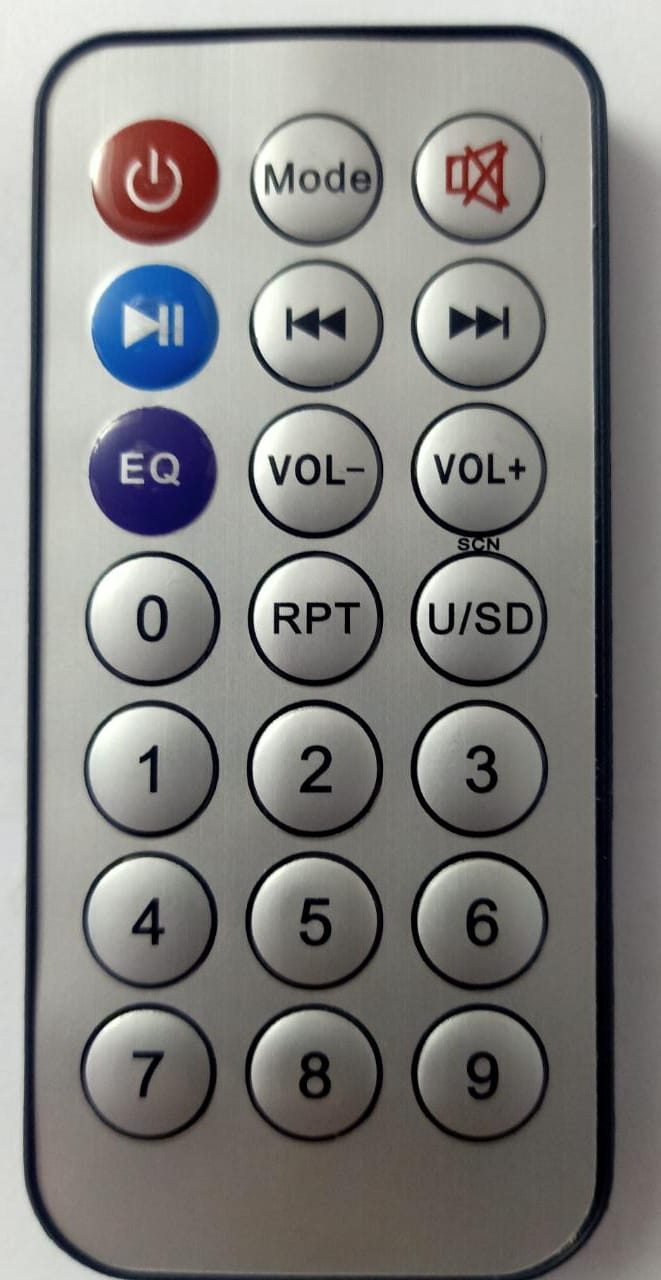 Mode
EQ VOL- VOL+
SCN
0 RPT U/SD
1 2 3
4 5 6
7 8 9